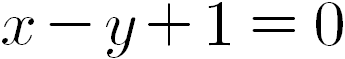 x − y + 1 = 0